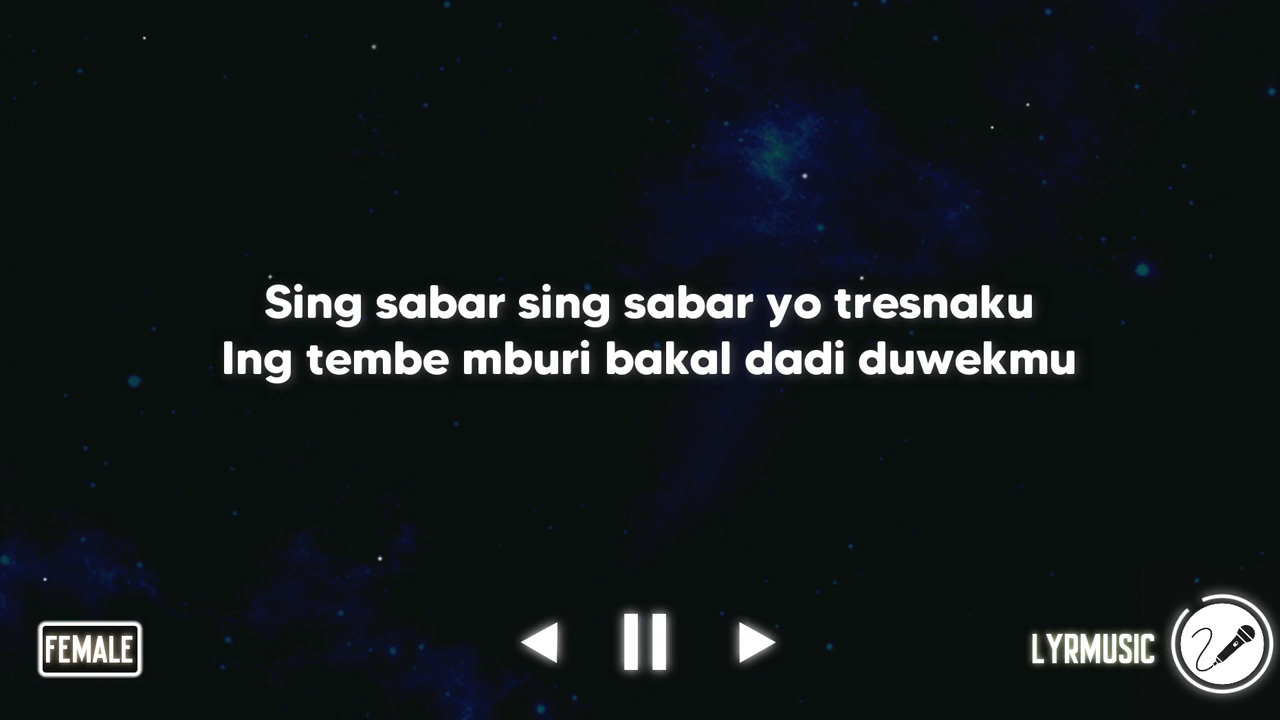 Sing sabar sing sabar yo tresnaku
Ing tembe mburi bakal dadi duwekmu
FEMALE
LYRMUSIC